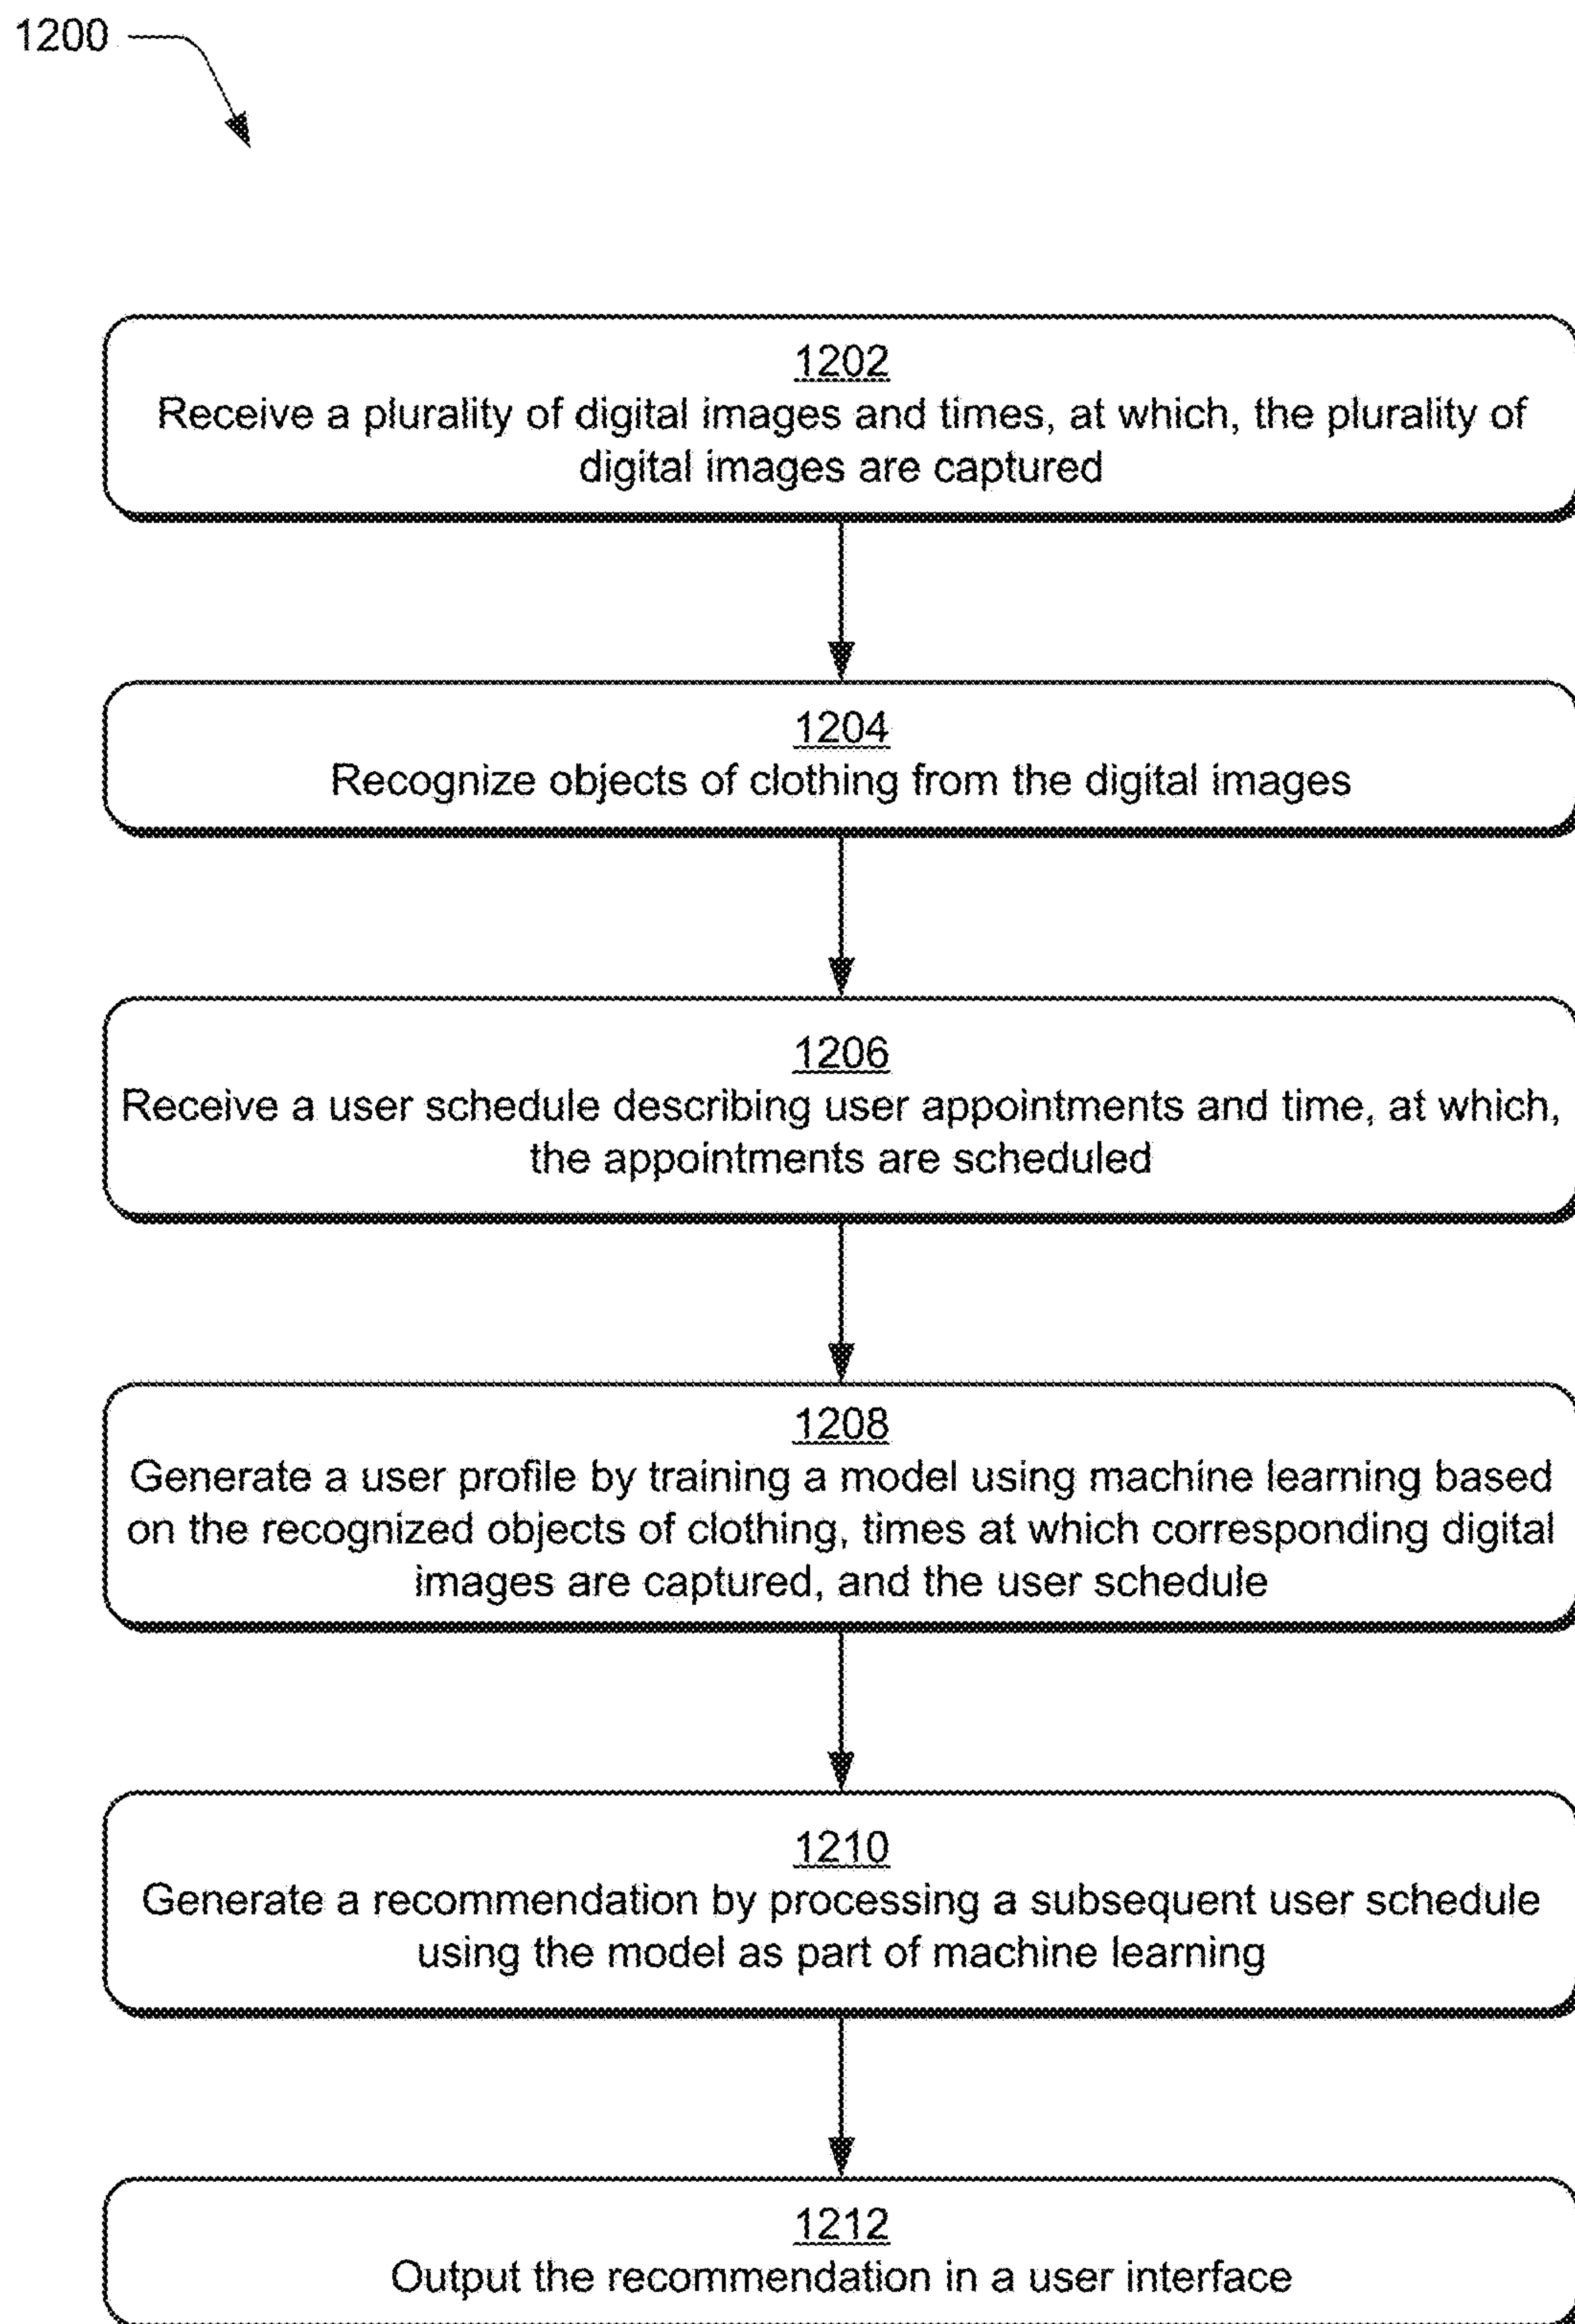 1200
1202
Receive a plurality of digital images and times, at which, the plurality of
digital images are captured
1204
Recognize objects of clothing from the digital images
1206
Receive a user schedule describing user appointments and time, at which,
the appointments are scheduled
1208
Generate a user profile by training a model using machine learning based
on the recognized objects of clothing, times at which corresponding digital
images are captured, and the user schedule
1210
Generate a recommendation by processing a subsequent user schedule
using the model as part of machine learning
1212
Output the recommendation in a user interface